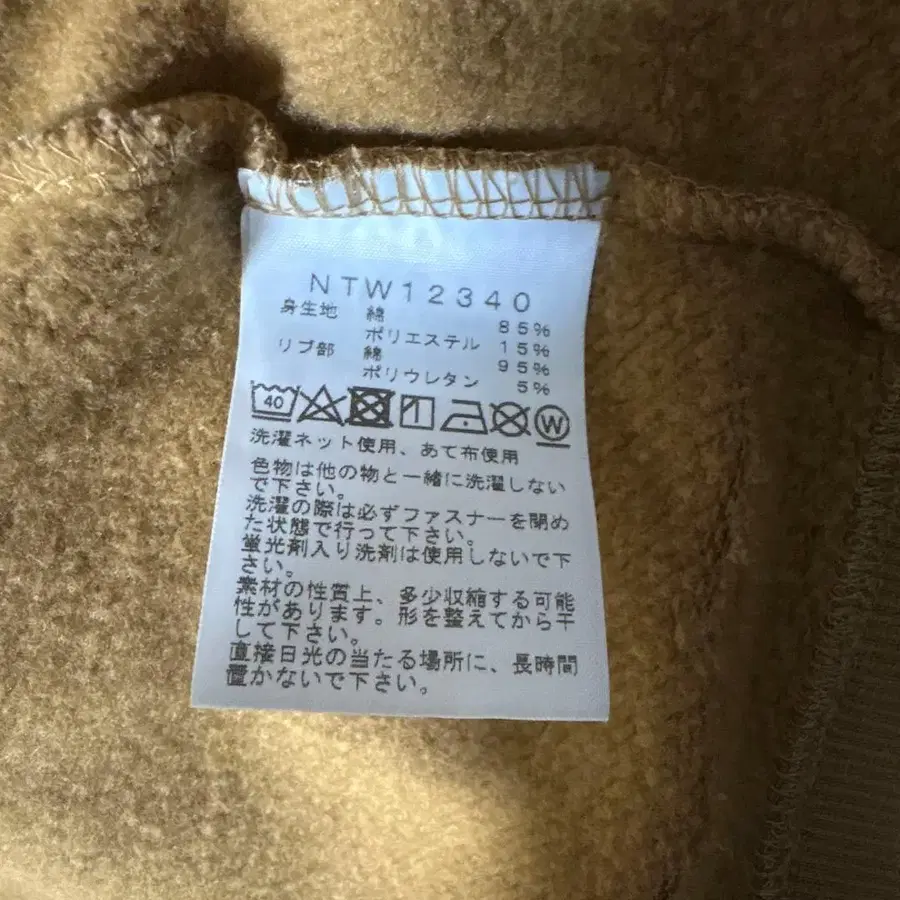 NTW12340
身生地 綿 85%
ポリエステル 15%
リブ部 綿 95%
ポリウレタン 5%
40 W
洗濯ネット使用、あて布使用
色物は他の物と一緒に洗濯しない
で下さい。
洗濯の際は必ずファスナーを閉め
た状態で行って下さい。
蛍光剤入り洗剤は使用しないで下
さい。
素材の性質上、多少収縮する可能
性があります。形を整えてから干
して下さい。
直接日光の当たる場所に、長時間
置かないで下さい。